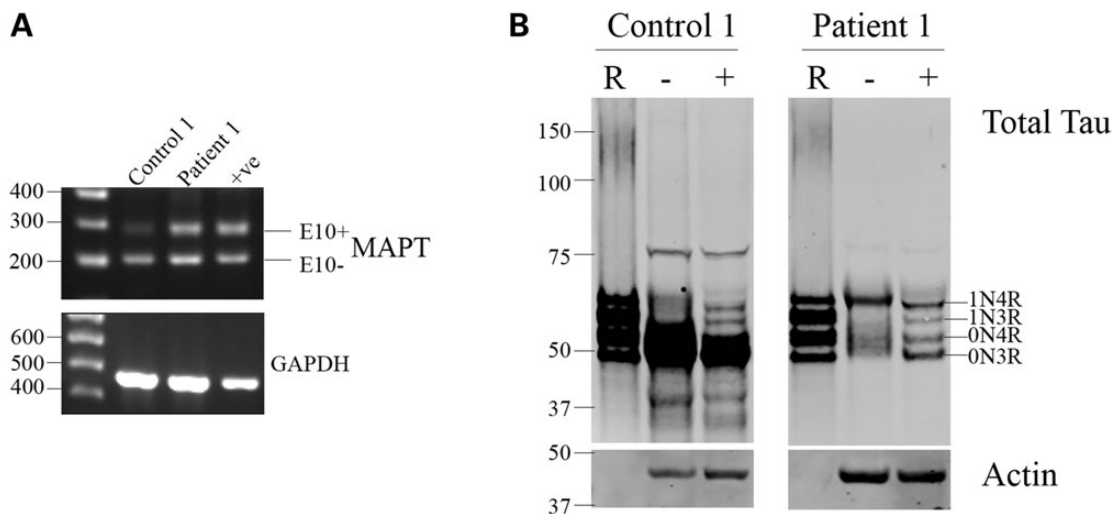 A
Control 1
Patient 1
+ve
400
300
200
E10+
E10-
MAPT
600
500
400
GAPDH
B
Control 1 Patient 1
R - + R - +
150
100
75
50
37
Total Tau
1N4R
1N3R
0N4R
0N3R
50
37
Actin